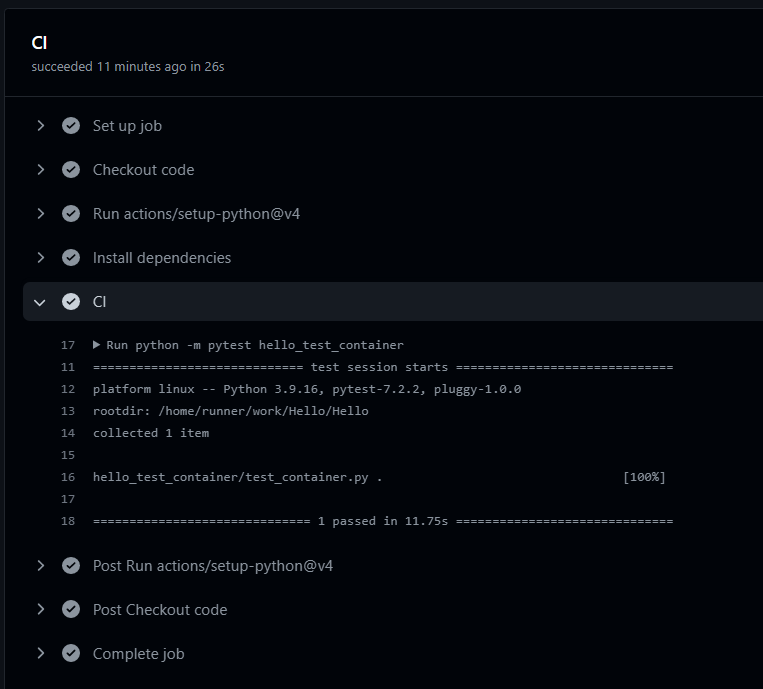 CI
succeeded 11 minutes ago in 26s
Set up job
Checkout code
Run actions/setup-python@v4
Install dependencies
CI
17 ▶ Run python -m pytest hello_test_container
11 ============================= test session starts ==============================
12 platform linux -- Python 3.9.16, pytest-7.2.2, pluggy-1.0.0
13 rootdir: /home/runner/work/Hello/Hello
14 collected 1 item
15
16 hello_test_container/test_container.py . [100%]
17
18 ============================== 1 passed in 11.75s ==============================
Post Run actions/setup-python@v4
Post Checkout code
Complete job